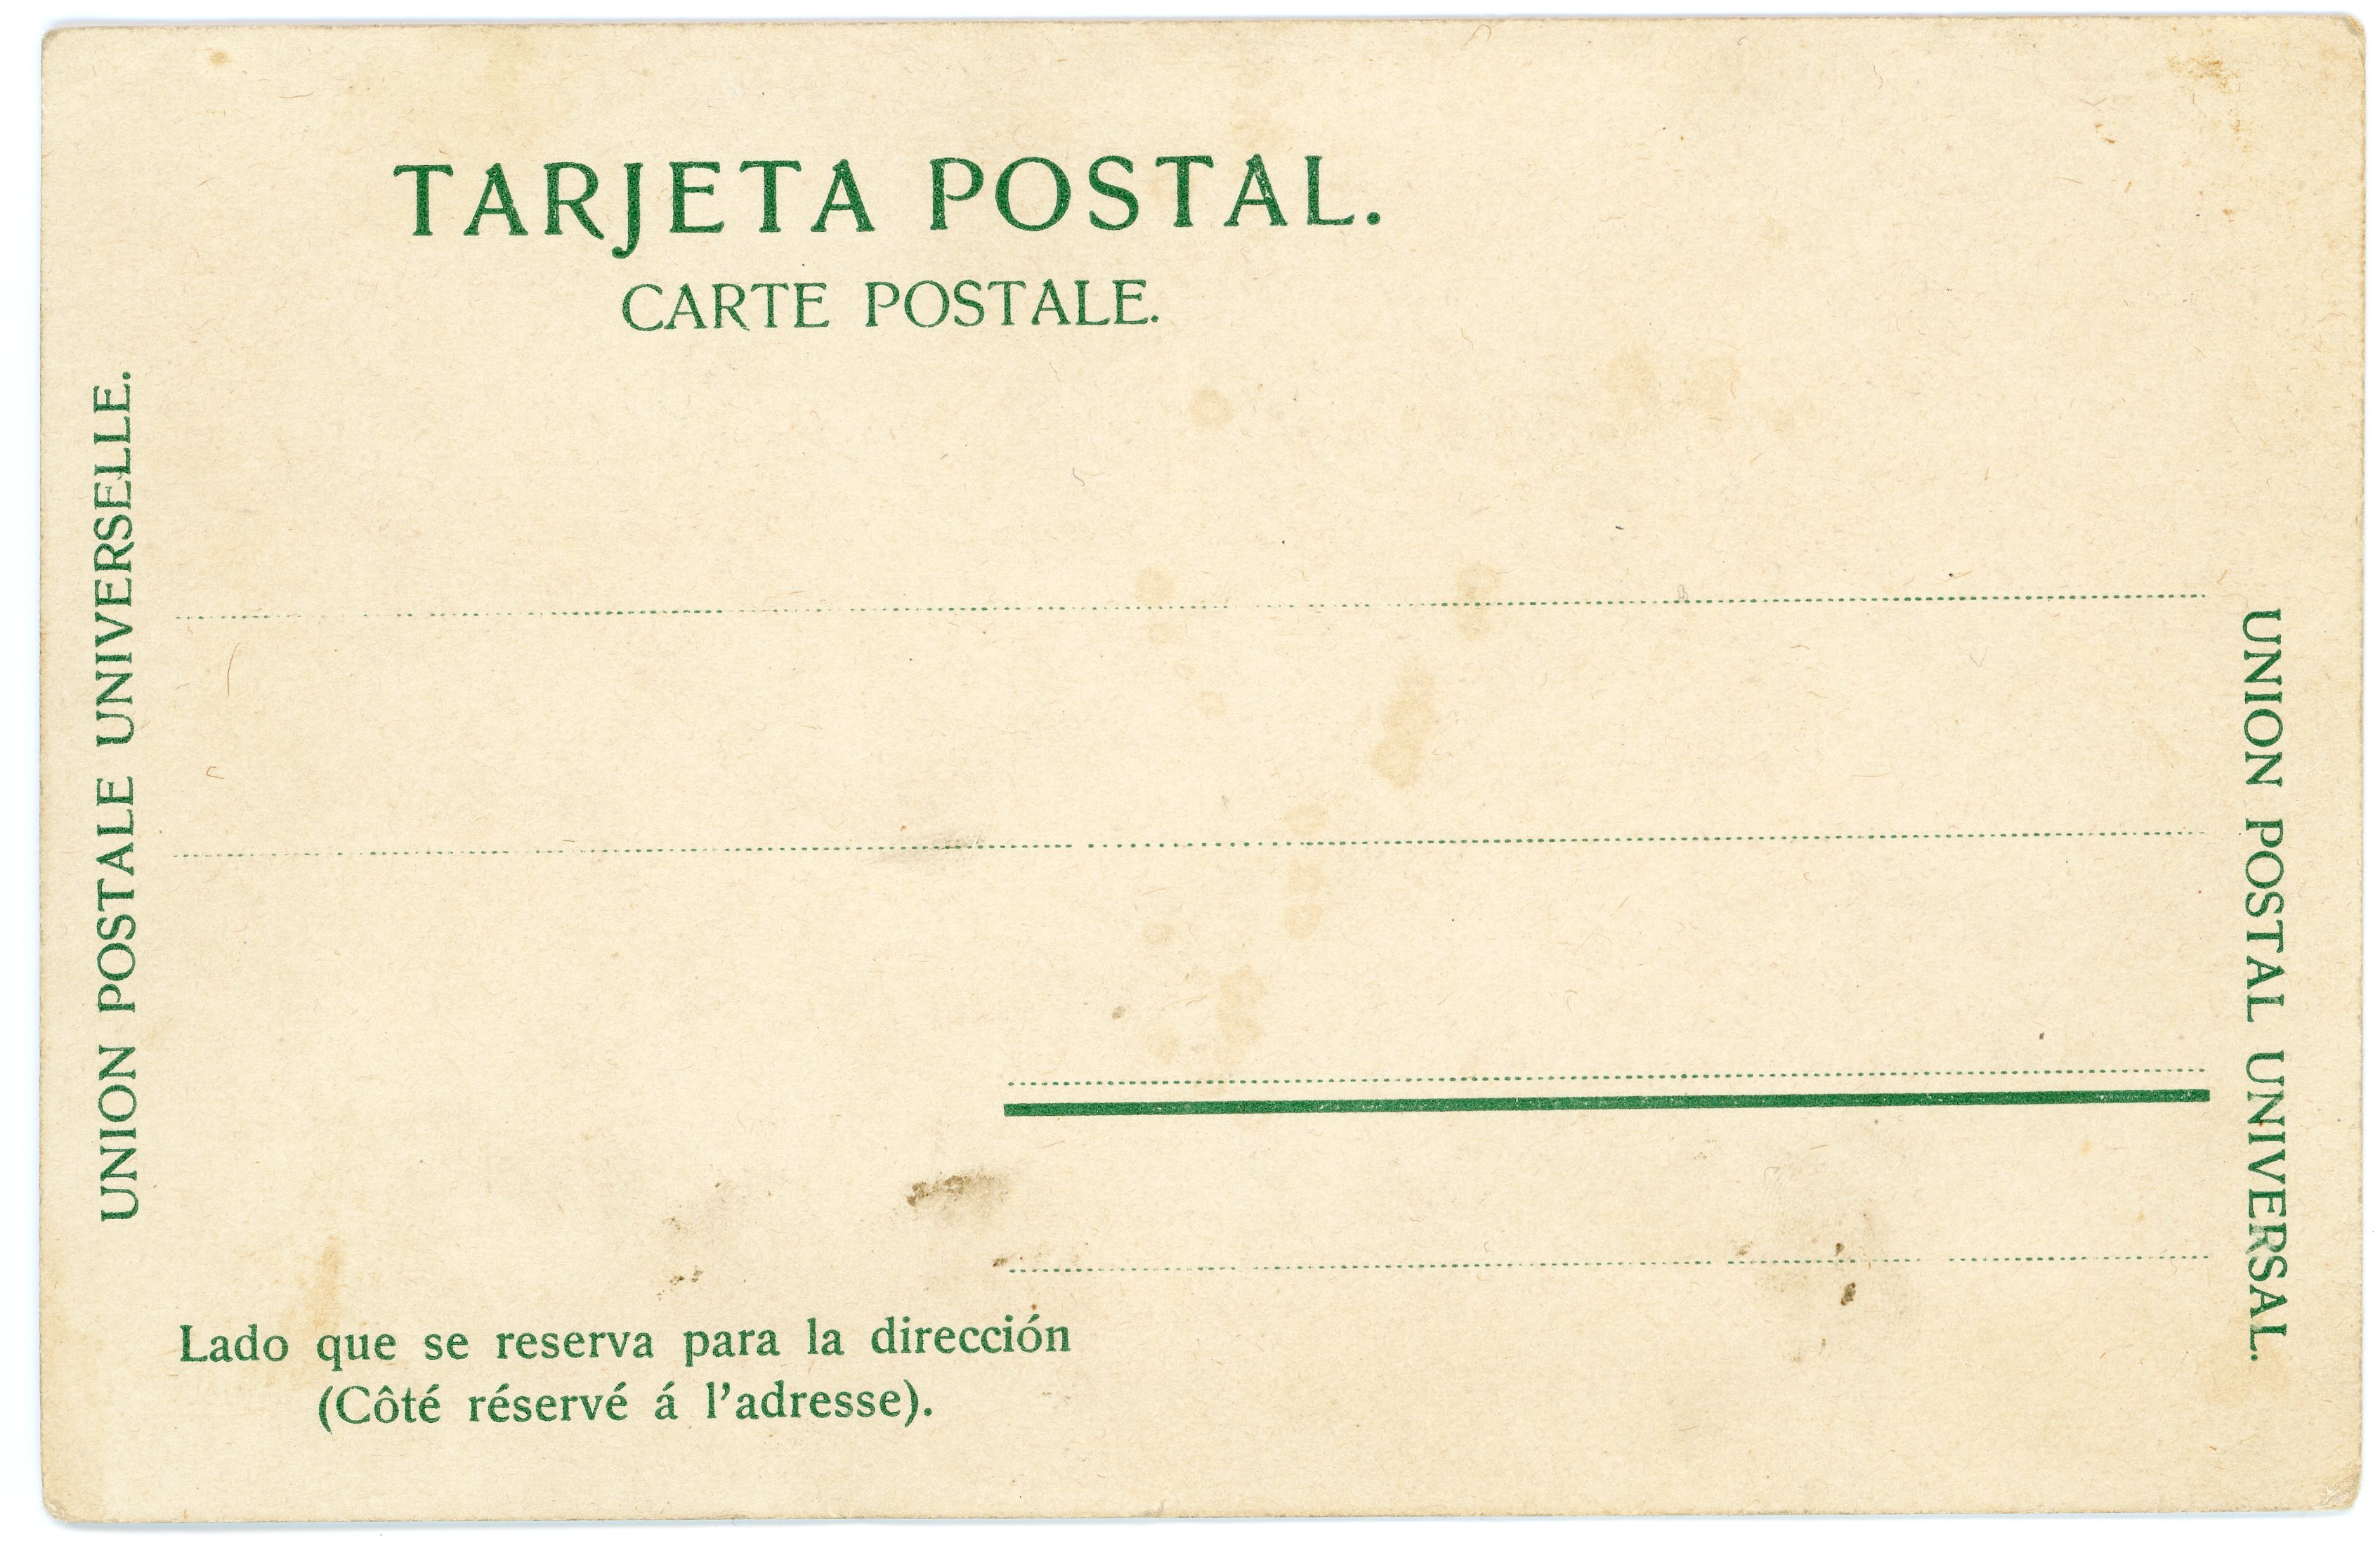 TARJETA POSTAL.
CARTE POSTALE.
UNION POSTALE UNIVERSELLE.
UNION POSTAL UNIVERSAL.
Lado que se reserva para la dirección
(Côté réservé á l'adresse).